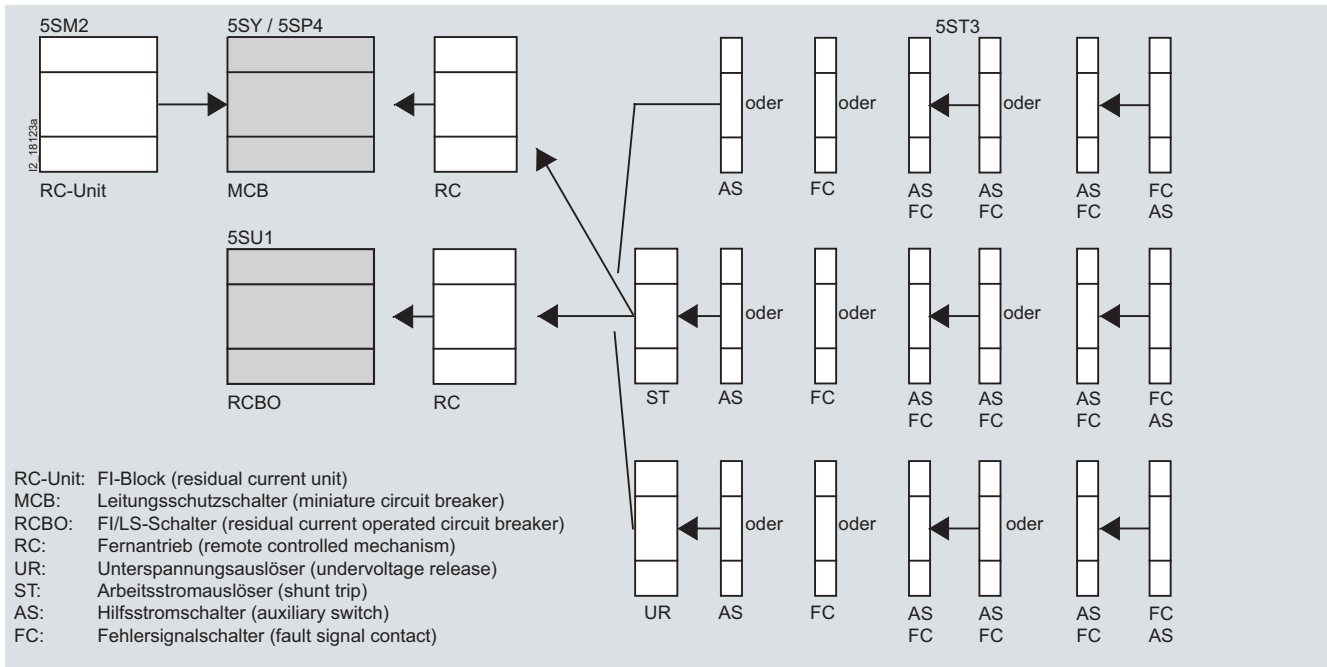 5SM2 5SY / 5SP4 5ST3
oder oder oder
I2_18123a
RC-Unit MCB RC AS FC AS AS AS FC
FC FC FC AS
5SU1
oder oder oder
RCBO RC ST AS FC AS AS AS FC
FC FC FC AS
RC-Unit: FI-Block (residual current unit)
MCB: Leitungsschutzschalter (miniature circuit breaker)
RCBO: FI/LS-Schalter (residual current operated circuit breaker)
RC: Fernantrieb (remote controlled mechanism)
UR: Unterspannungsauslöser (undervoltage release)
ST: Arbeitsstromauslöser (shunt trip)
AS: Hilfsstromschalter (auxiliary switch)
FC: Fehlersignalschalter (fault signal contact)
oder oder oder
UR AS FC AS AS AS FC
FC FC FC AS